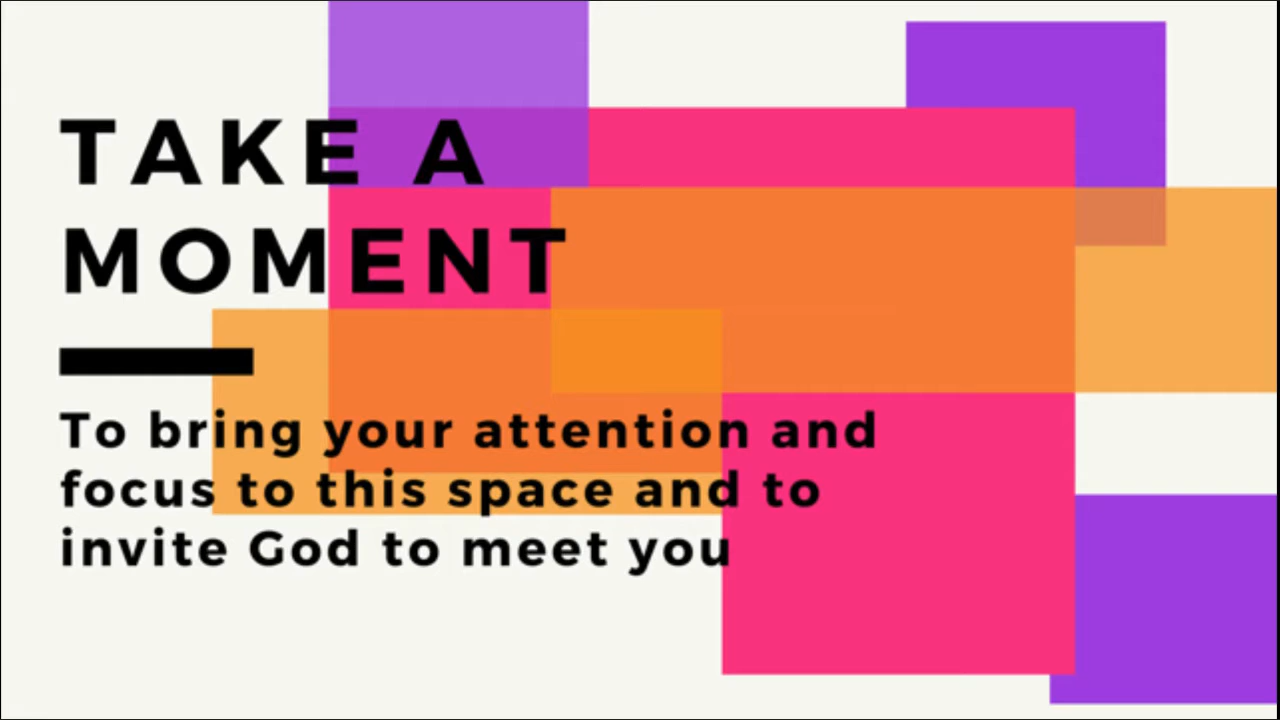 TAKE A
MOMENT
To bring your attention and
focus to this space and to
invite God to meet you